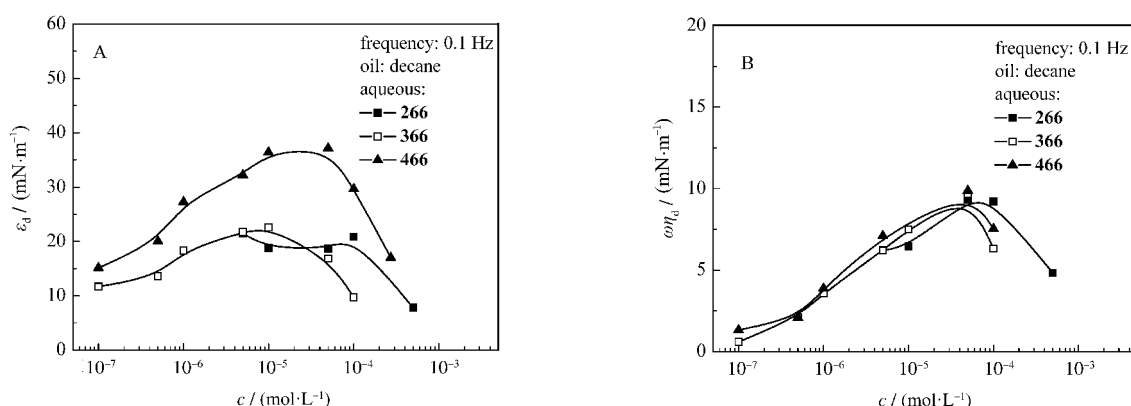 60
50
40
30
20
10
0
A
frequency: 0.1 Hz
oil: decane
aqueous:
266
366
466
ε_d / (mN·m⁻¹)
10⁻⁷ 10⁻⁶ 10⁻⁵ 10⁻⁴ 10⁻³
c / (mol·L⁻¹)
20
15
10
5
0
B
frequency: 0.1 Hz
oil: decane
aqueous:
266
366
466
ωη_d / (mN·m⁻¹)
10⁻⁷ 10⁻⁶ 10⁻⁵ 10⁻⁴ 10⁻³
c / (mol·L⁻¹)